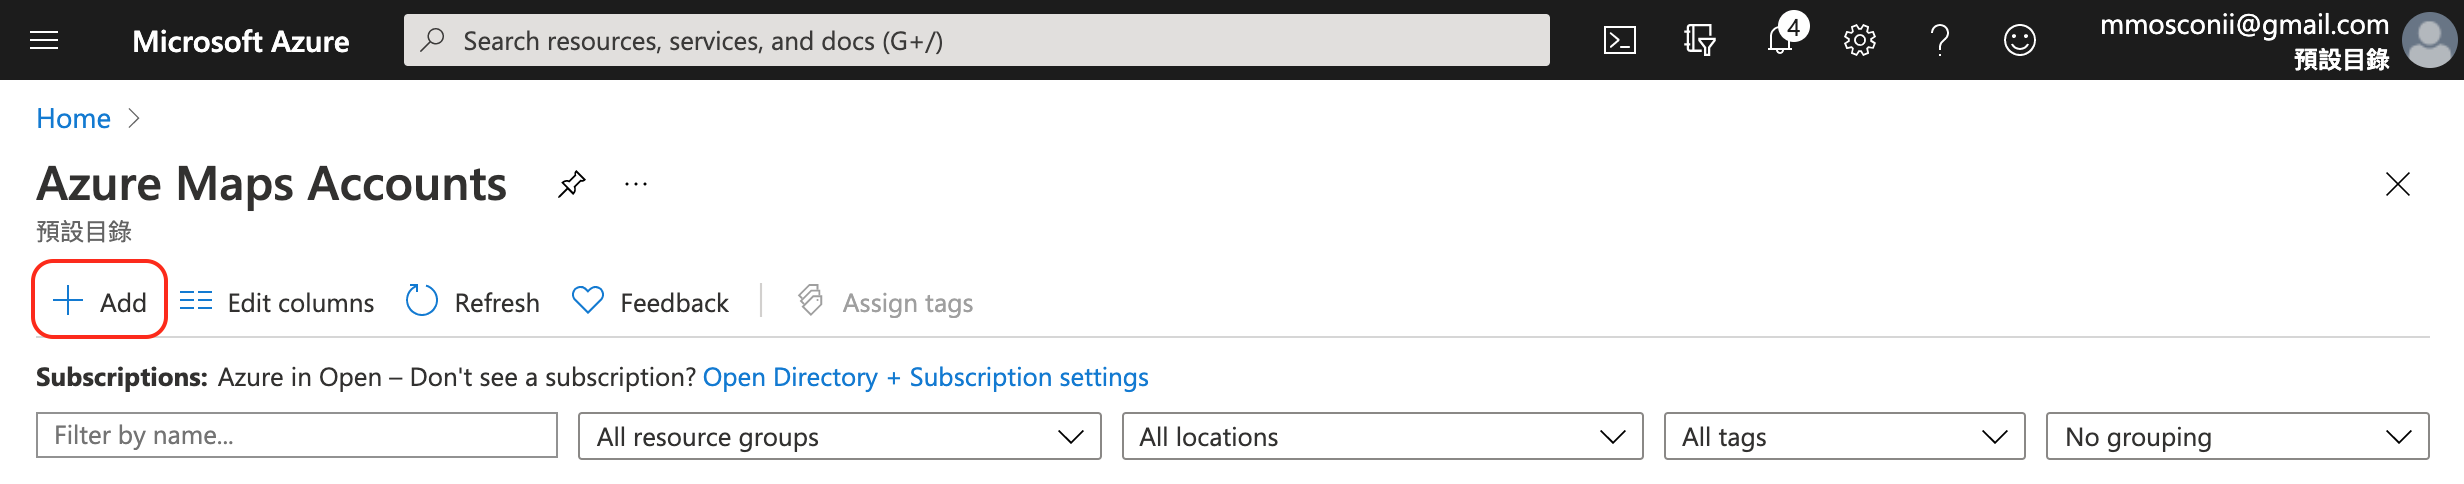 Microsoft Azure
Search resources, services, and docs (G+/)
4
mmosconii@gmail.com
預設目錄
Home
Azure Maps Accounts
預設目錄
Add
Edit columns
Refresh
Feedback
Assign tags
Subscriptions: Azure in Open – Don't see a subscription? Open Directory + Subscription settings
Filter by name...
All resource groups
All locations
All tags
No grouping